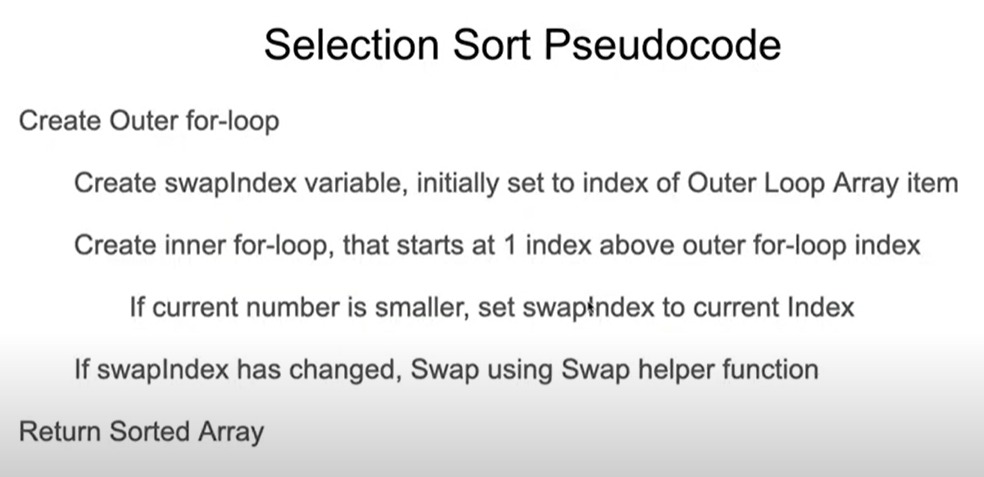 Selection Sort Pseudocode
Create Outer for-loop
Create swapIndex variable, initially set to index of Outer Loop Array item
Create inner for-loop, that starts at 1 index above outer for-loop index
If current number is smaller, set swapIndex to current Index
If swapIndex has changed, Swap using Swap helper function
Return Sorted Array